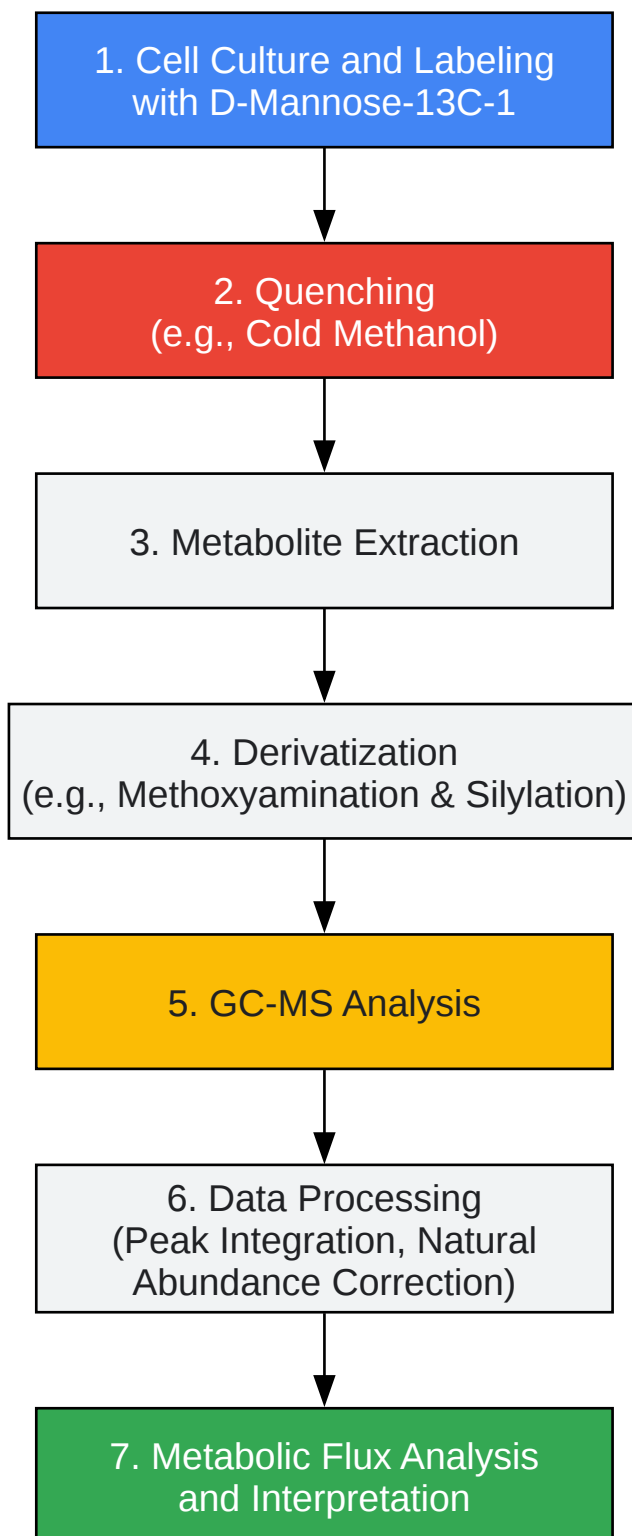 1. Cell Culture and Labeling
with D-Mannose-13C-1
2. Quenching
(e.g., Cold Methanol)
3. Metabolite Extraction
4. Derivatization
(e.g., Methoxyamination & Silylation)
5. GC-MS Analysis
6. Data Processing
(Peak Integration, Natural
Abundance Correction)
7. Metabolic Flux Analysis
and Interpretation